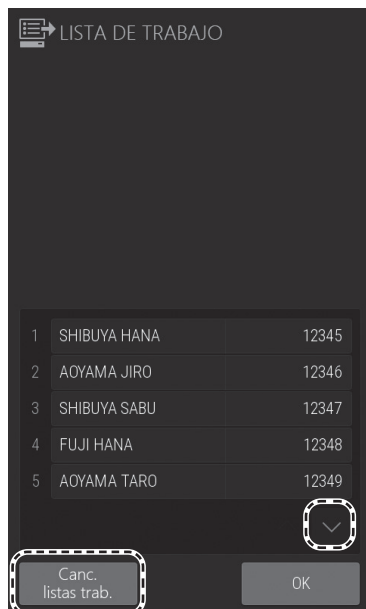 LISTA DE TRABAJO
1 SHIBUYA HANA 12345
2 AOYAMA JIRO 12346
3 SHIBUYA SABU 12347
4 FUJI HANA 12348
5 AOYAMA TARO 12349
Canc.
listas trab.
OK